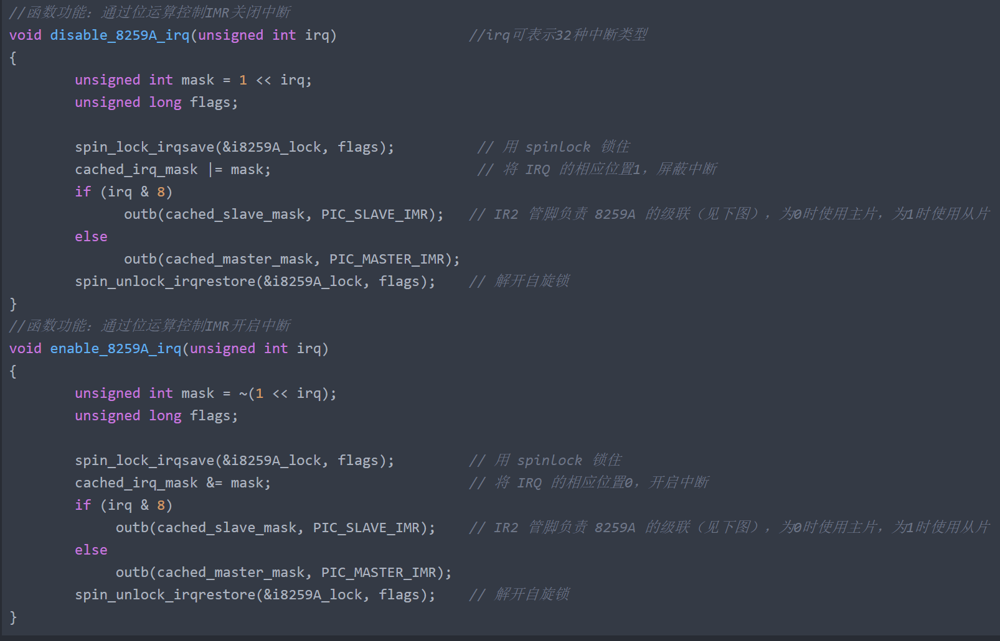 //函数功能：通过位运算控制IMR关闭中断
void disable_8259A_irq(unsigned int irq)                //irq可表示32种中断类型
{
        unsigned int mask = 1 << irq;
        unsigned long flags;

        spin_lock_irqsave(&i8259A_lock, flags);          // 用 spinlock 锁住
        cached_irq_mask |= mask;                         // 将 IRQ 的相应位置1，屏蔽中断
        if (irq & 8)
              outb(cached_slave_mask, PIC_SLAVE_IMR);   // IR2 管脚负责 8259A 的级联（见下图），为0时使用主片，为1时使用从片
        else
              outb(cached_master_mask, PIC_MASTER_IMR);
        spin_unlock_irqrestore(&i8259A_lock, flags);    // 解开自旋锁
}
//函数功能：通过位运算控制IMR开启中断
void enable_8259A_irq(unsigned int irq)
{
        unsigned int mask = ~(1 << irq);
        unsigned long flags;

        spin_lock_irqsave(&i8259A_lock, flags);         // 用 spinlock 锁住
        cached_irq_mask &= mask;                        // 将 IRQ 的相应位置0，开启中断
        if (irq & 8)
             outb(cached_slave_mask, PIC_SLAVE_IMR);    // IR2 管脚负责 8259A 的级联（见下图），为0时使用主片，为1时使用从片
        else
             outb(cached_master_mask, PIC_MASTER_IMR);
        spin_unlock_irqrestore(&i8259A_lock, flags);    // 解开自旋锁
}